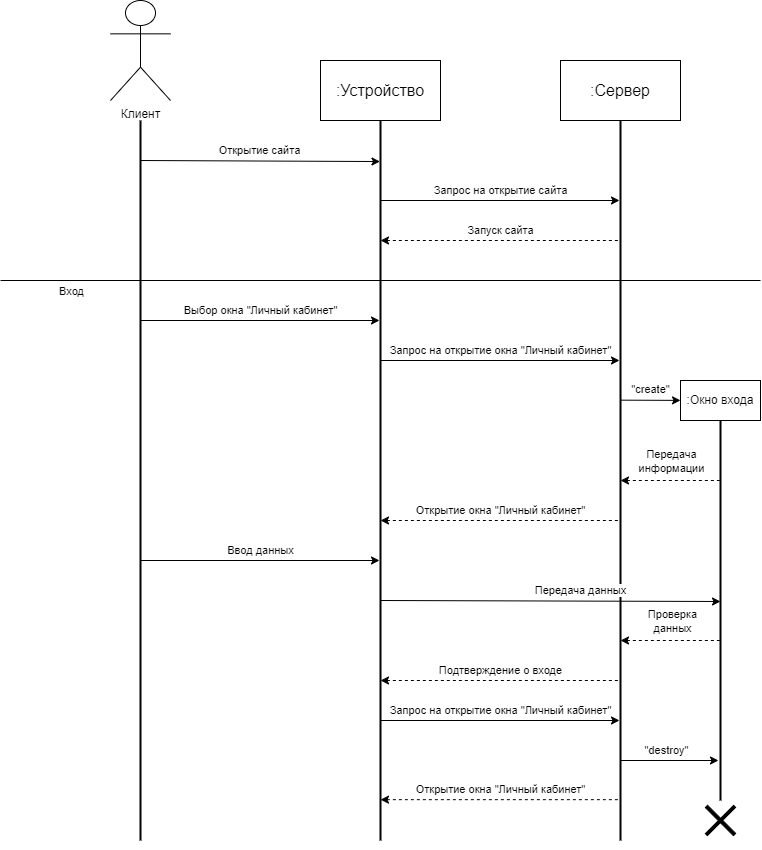 Клиент
:Устройство
:Сервер
Открытие сайта
Запрос на открытие сайта
Запуск сайта
Вход
Выбор окна "Личный кабинет"
Запрос на открытие окна "Личный кабинет"
"create"
:Окно входа
Передача
информации
Открытие окна "Личный кабинет"
Ввод данных
Передача данных
Проверка
данных
Подтверждение о входе
Запрос на открытие окна "Личный кабинет"
"destroy"
Открытие окна "Личный кабинет"